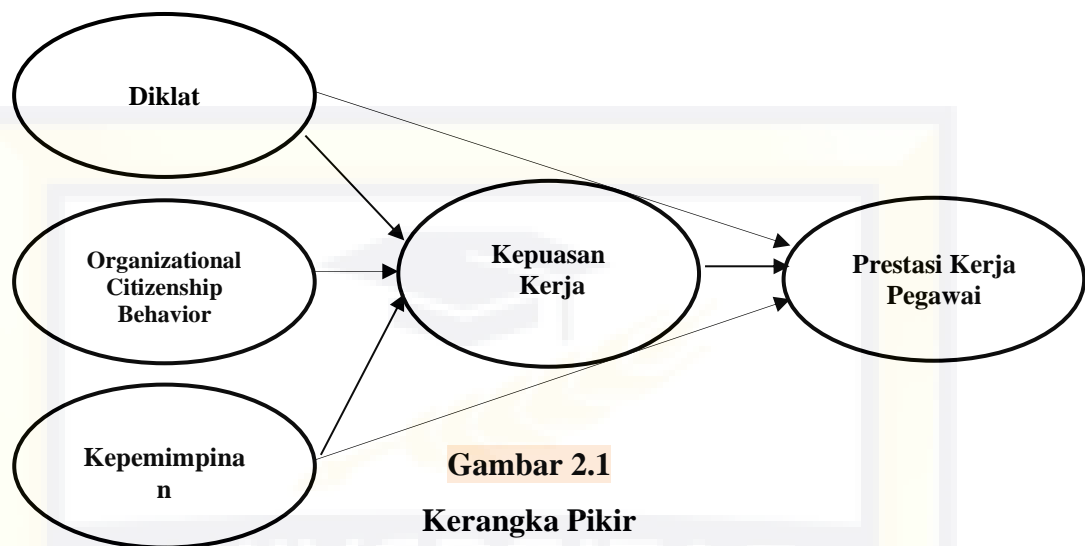 Diklat
Organizational
Citizenship
Behavior
Kepemimpina
n
Kepuasan
Kerja
Prestasi Kerja
Pegawai
Gambar 2.1
Kerangka Pikir